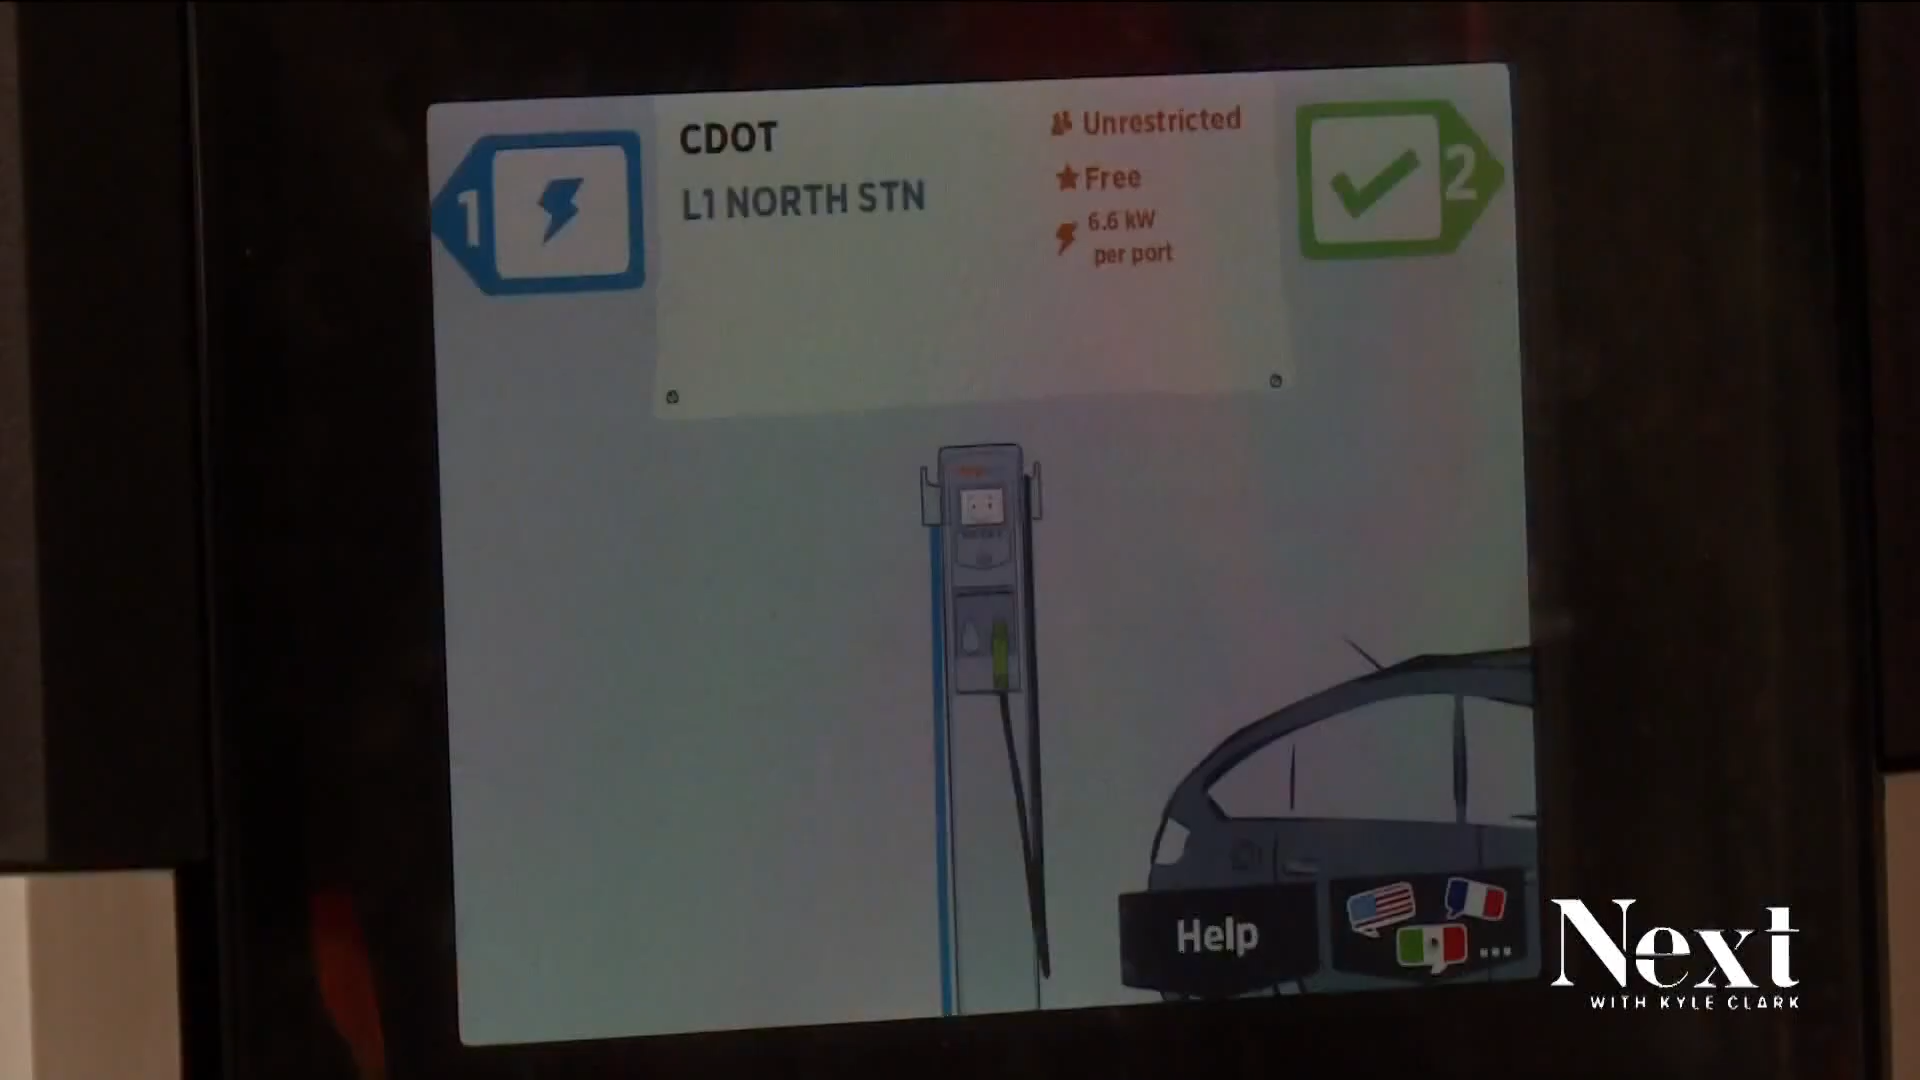 1
CDOT
L1 NORTH STN
Unrestricted
Free
6.6 kW
per port
2
Help
...
Next
WITH KYLE CLARK